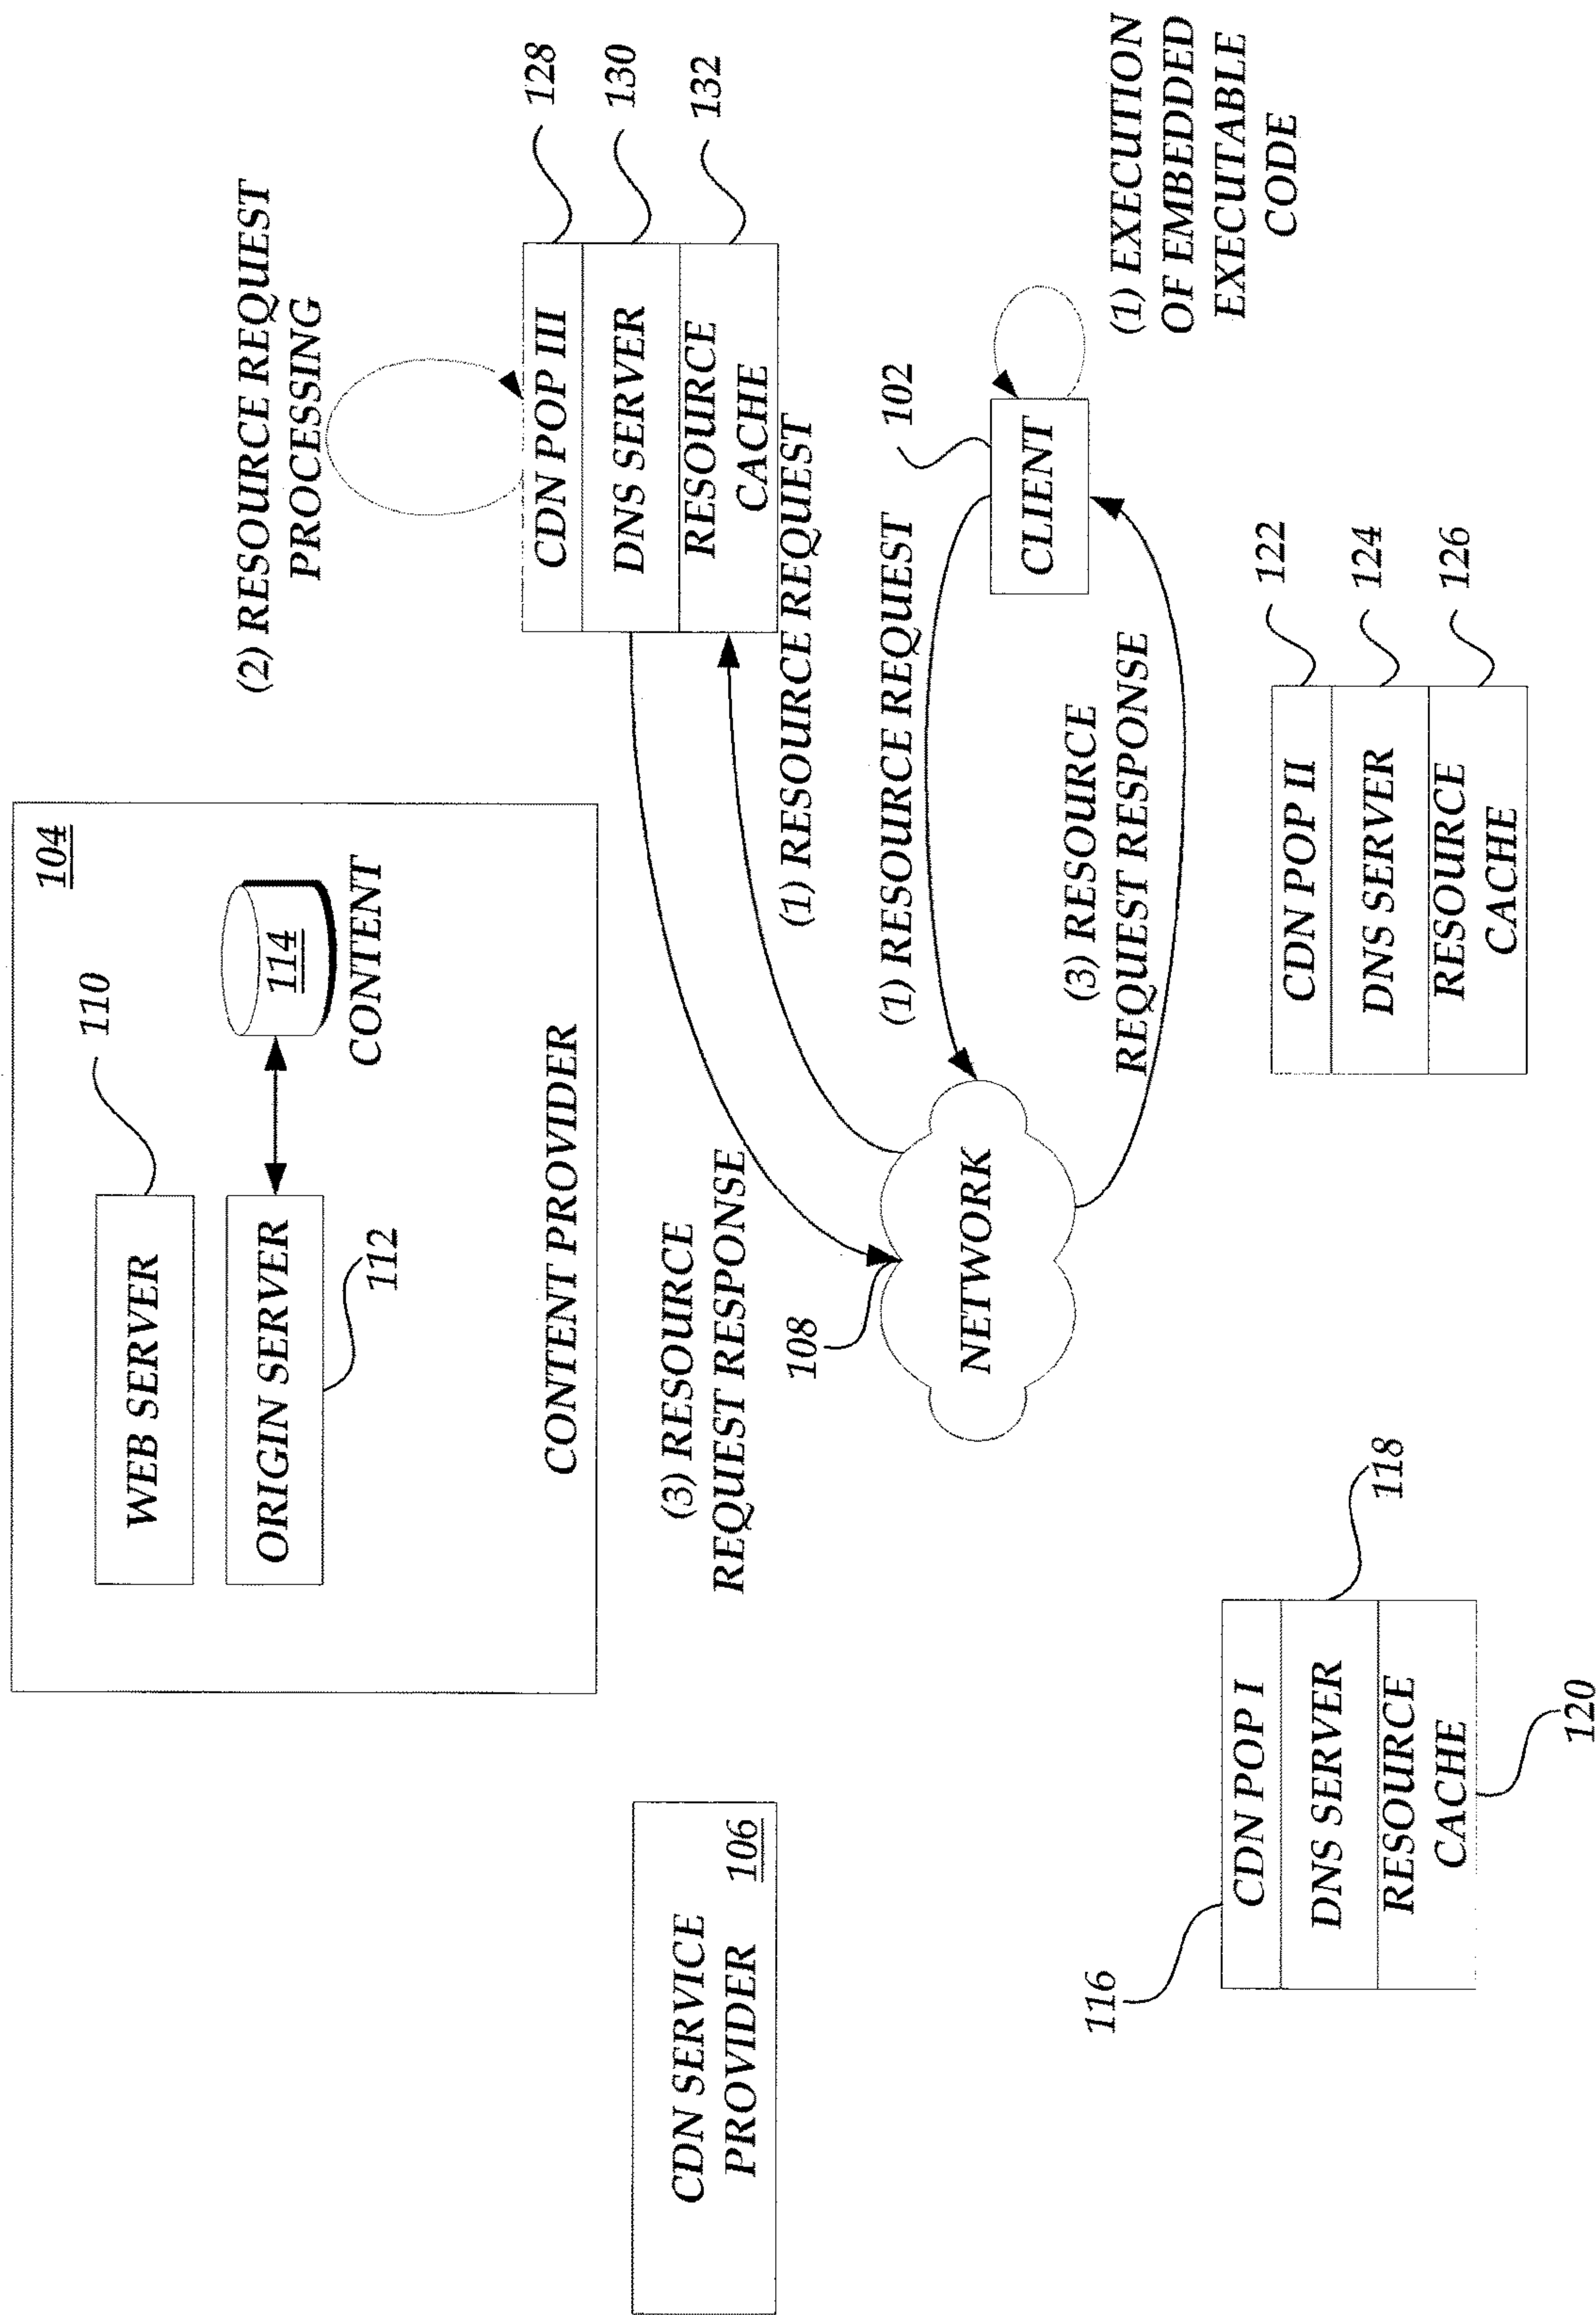 104
WEB SERVER
110
ORIGIN SERVER
112
114
CONTENT
CONTENT PROVIDER
(2) RESOURCE REQUEST
PROCESSING
CDN POP III
DNS SERVER
RESOURCE
CACHE
128
130
132
CDN SERVICE
PROVIDER
106
(3) RESOURCE
REQUEST RESPONSE
(1) RESOURCE REQUEST
108
NETWORK
(1) RESOURCE REQUEST
102
CLIENT
(3) RESOURCE
REQUEST RESPONSE
(1) EXECUTION
OF EMBEDDED
EXECUTABLE
CODE
116
CDN POP I
DNS SERVER
RESOURCE
CACHE
118
120
CDN POP II
DNS SERVER
RESOURCE
CACHE
122
124
126